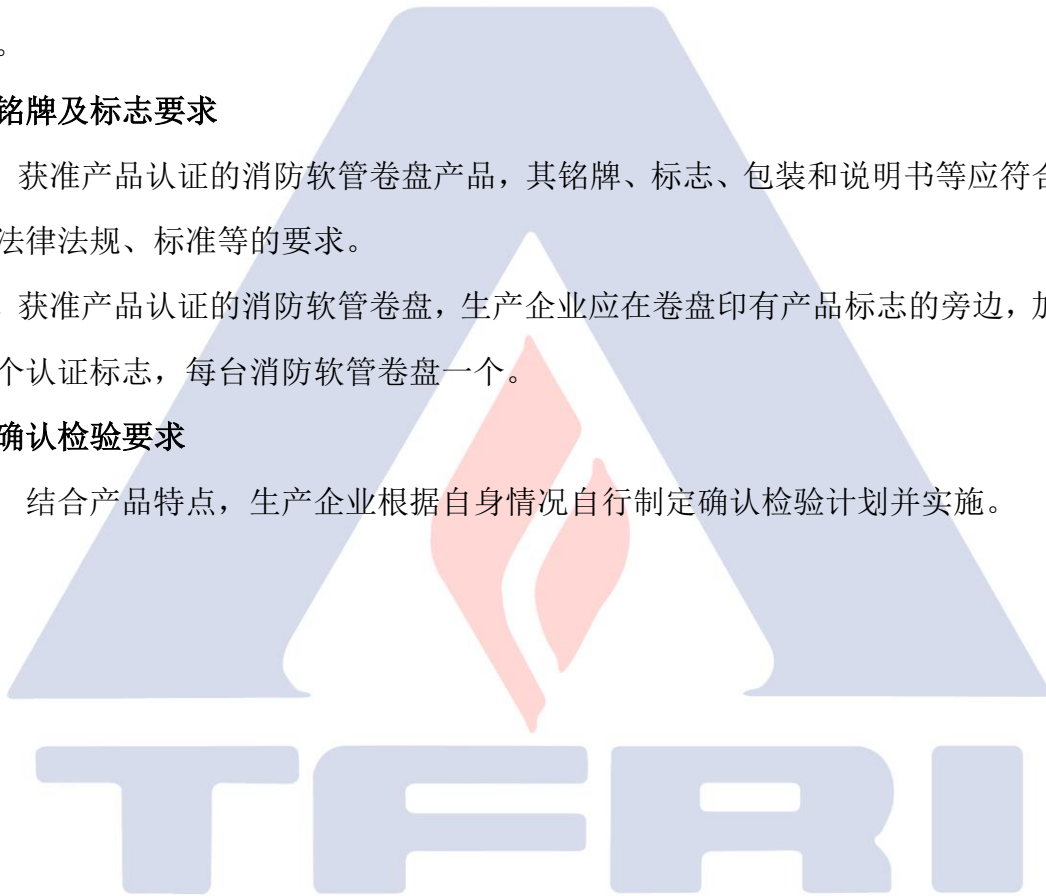 。
铭牌及标志要求
获准产品认证的消防软管卷盘产品，其铭牌、标志、包装和说明书等应符合
法律法规、标准等的要求。
获准产品认证的消防软管卷盘，生产企业应在卷盘印有产品标志的旁边，加
个认证标志，每台消防软管卷盘一个。
确认检验要求
结合产品特点，生产企业根据自身情况自行制定确认检验计划并实施。
TFRI